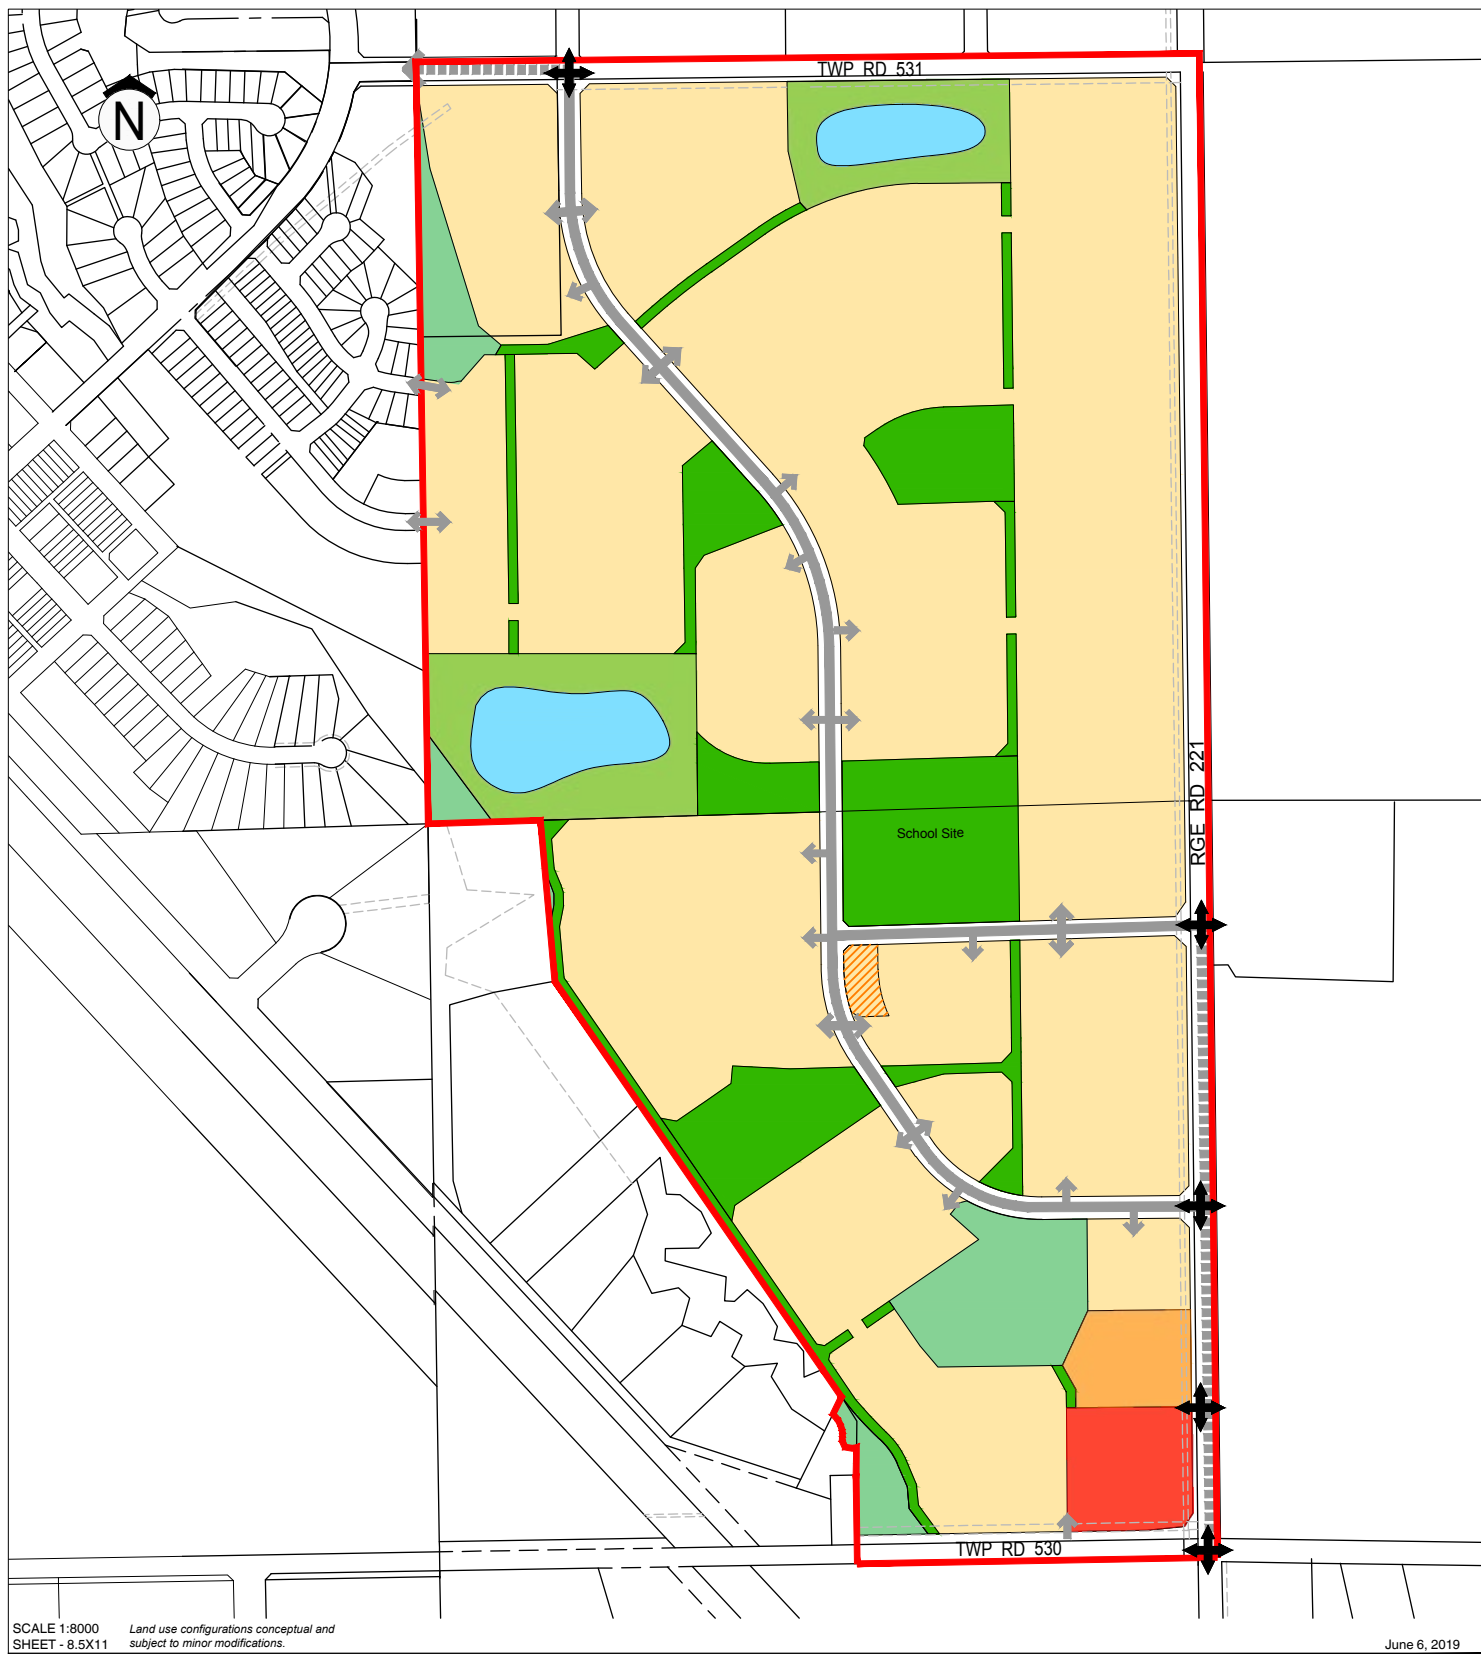 N
TWP RD 531
RGE RD 221
School Site
TWP RD 530
SCALE 1:8000
SHEET - 8.5X11
Land use configurations conceptual and
subject to minor modifications.
June 6, 2019